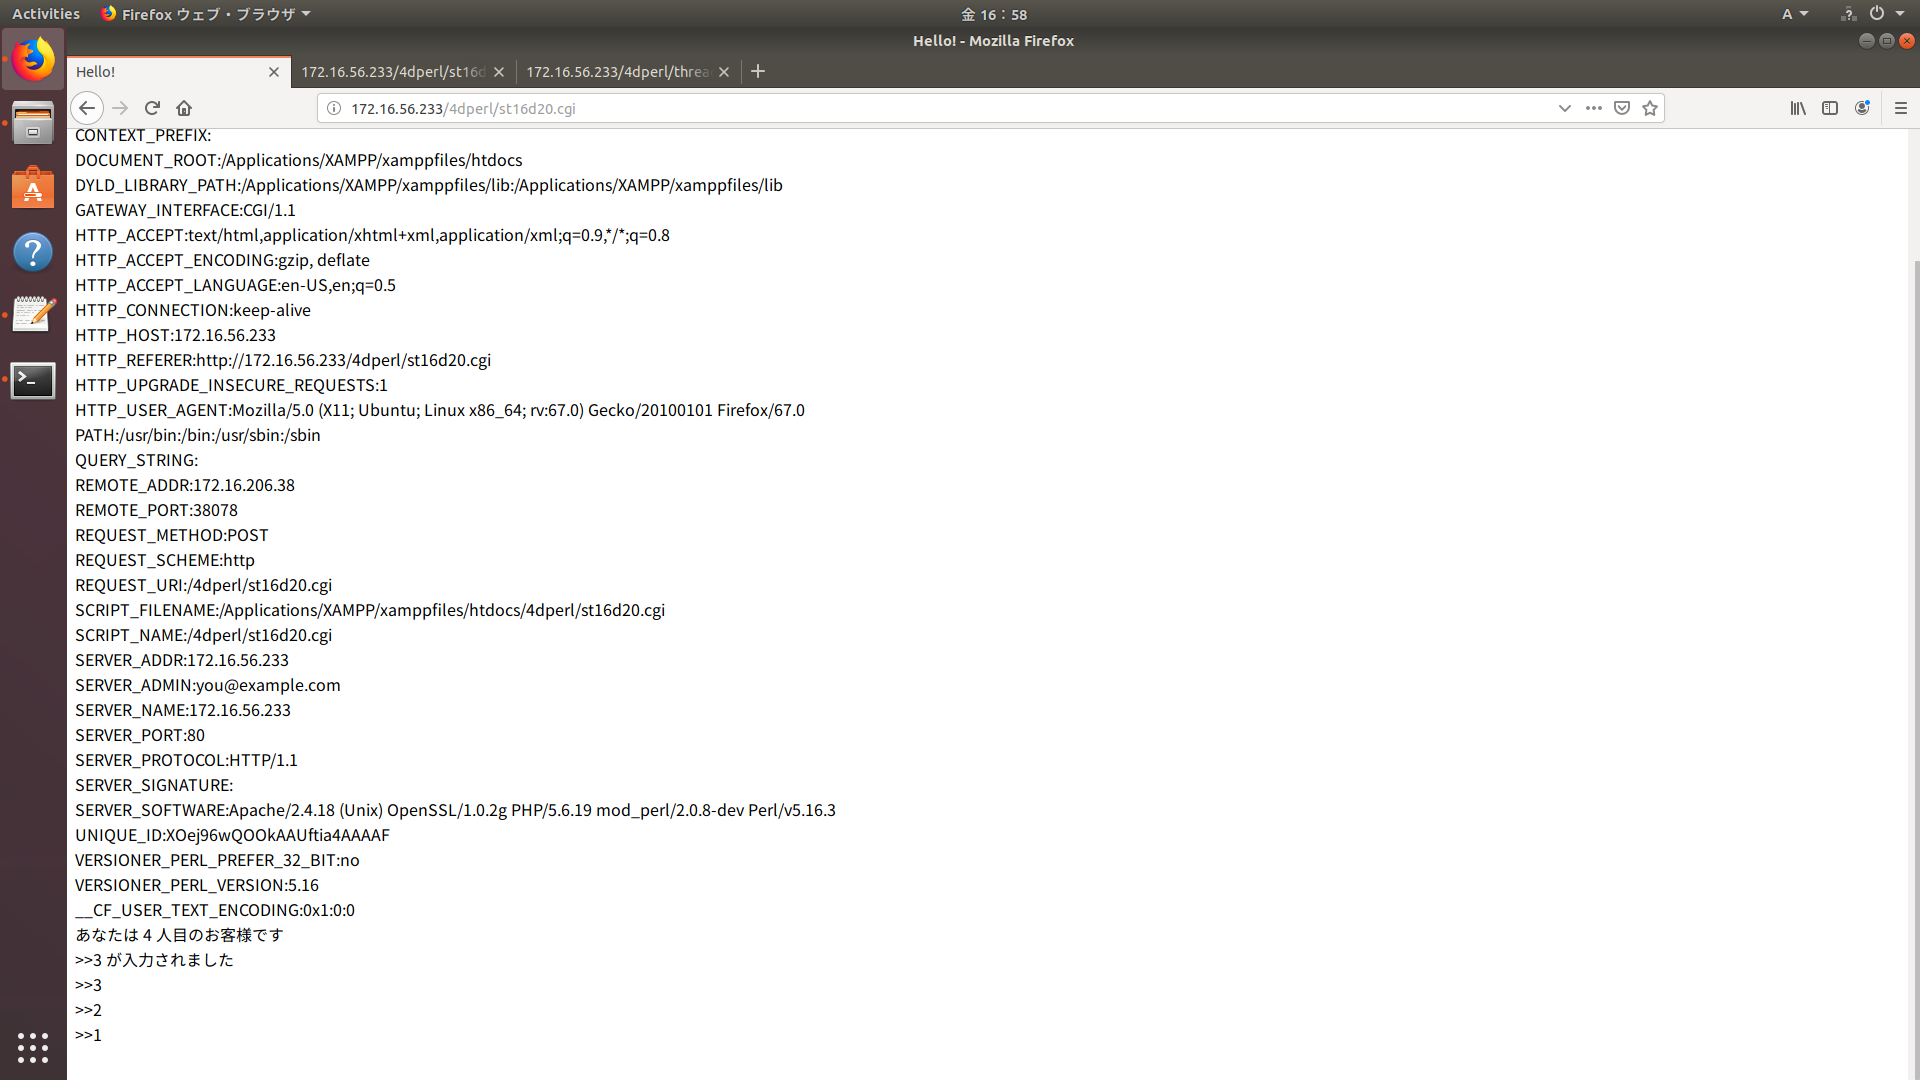 Activities
Firefox ウェブ・ブラウザ
金 16：58
A
Hello! - Mozilla Firefox
Hello!
172.16.56.233/4dperl/st16d
172.16.56.233/4dperl/threa
172.16.56.233/4dperl/st16d20.cgi
CONTEXT_PREFIX:
DOCUMENT_ROOT:/Applications/XAMPP/xamppfiles/htdocs
DYLD_LIBRARY_PATH:/Applications/XAMPP/xamppfiles/lib:/Applications/XAMPP/xamppfiles/lib
GATEWAY_INTERFACE:CGI/1.1
HTTP_ACCEPT:text/html,application/xhtml+xml,application/xml;q=0.9,*/*;q=0.8
HTTP_ACCEPT_ENCODING:gzip, deflate
HTTP_ACCEPT_LANGUAGE:en-US,en;q=0.5
HTTP_CONNECTION:keep-alive
HTTP_HOST:172.16.56.233
HTTP_REFERER:http://172.16.56.233/4dperl/st16d20.cgi
HTTP_UPGRADE_INSECURE_REQUESTS:1
HTTP_USER_AGENT:Mozilla/5.0 (X11; Ubuntu; Linux x86_64; rv:67.0) Gecko/20100101 Firefox/67.0
PATH:/usr/bin:/bin:/usr/sbin:/sbin
QUERY_STRING:
REMOTE_ADDR:172.16.206.38
REMOTE_PORT:38078
REQUEST_METHOD:POST
REQUEST_SCHEME:http
REQUEST_URI:/4dperl/st16d20.cgi
SCRIPT_FILENAME:/Applications/XAMPP/xamppfiles/htdocs/4dperl/st16d20.cgi
SCRIPT_NAME:/4dperl/st16d20.cgi
SERVER_ADDR:172.16.56.233
SERVER_ADMIN:you@example.com
SERVER_NAME:172.16.56.233
SERVER_PORT:80
SERVER_PROTOCOL:HTTP/1.1
SERVER_SIGNATURE:
SERVER_SOFTWARE:Apache/2.4.18 (Unix) OpenSSL/1.0.2g PHP/5.6.19 mod_perl/2.0.8-dev Perl/v5.16.3
UNIQUE_ID:XOej96wQOOkAAUftia4AAAAF
VERSIONER_PERL_PREFER_32_BIT:no
VERSIONER_PERL_VERSION:5.16
__CF_USER_TEXT_ENCODING:0x1:0:0
あなたは 4 人目のお客様です
>>3 が入力されました
>>3
>>2
>>1